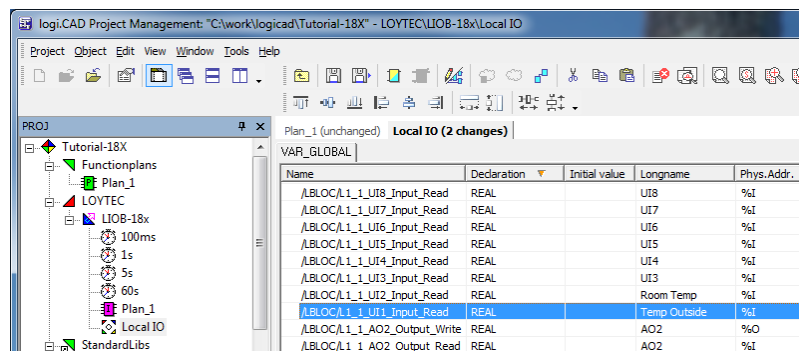 logi.CAD Project Management: "C:\work\logicad\Tutorial-18X" - LOYTEC\LIOB-18x\Local IO
Project Object Edit View Window Tools Help
PROJ
Plan_1 (unchanged) Local IO (2 changes)
VAR_GLOBAL
Tutorial-18X
Functionplans
Plan_1
LOYTEC
LIOB-18x
100ms
1s
5s
60s
Plan_1
Local IO
StandardLibs
Name Declaration Initial value Longname Phys.Addr.
/LBLOC/L1_1_UI8_Input_Read REAL UI8 %I
/LBLOC/L1_1_UI7_Input_Read REAL UI7 %I
/LBLOC/L1_1_UI6_Input_Read REAL UI6 %I
/LBLOC/L1_1_UI5_Input_Read REAL UI5 %I
/LBLOC/L1_1_UI4_Input_Read REAL UI4 %I
/LBLOC/L1_1_UI3_Input_Read REAL UI3 %I
/LBLOC/L1_1_UI2_Input_Read REAL Room Temp %I
/LBLOC/L1_1_UI1_Input_Read REAL Temp Outside %I
/LBLOC/L1_1_AO2_Output_Write REAL AO2 %O
/LBLOC/L1_1_AO2_Output_Read REAL AO2 %I